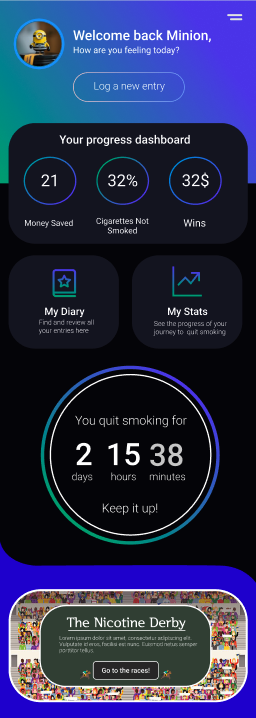 Welcome back Minion,
How are you feeling today?
Log a new entry
Your progress dashboard
21
32%
32$
Money Saved
Cigarettes Not
Smoked
Wins
My Diary
Find and review all
your entries here
My Stats
See the progress of your
journey to quit smoking
You quit smoking for
2 15 38
days hours minutes
Keep it up!
The Nicotine Derby
Lorem ipsum dolor sit amet, consectetur adipiscing elit.
Vulputate id eros, facilisi est nunc. Euismod netus semper
porttitor tellus.
Go to the races!